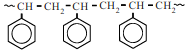 ~CH – CH₂ – CH – CH₂ – CH – CH₂~